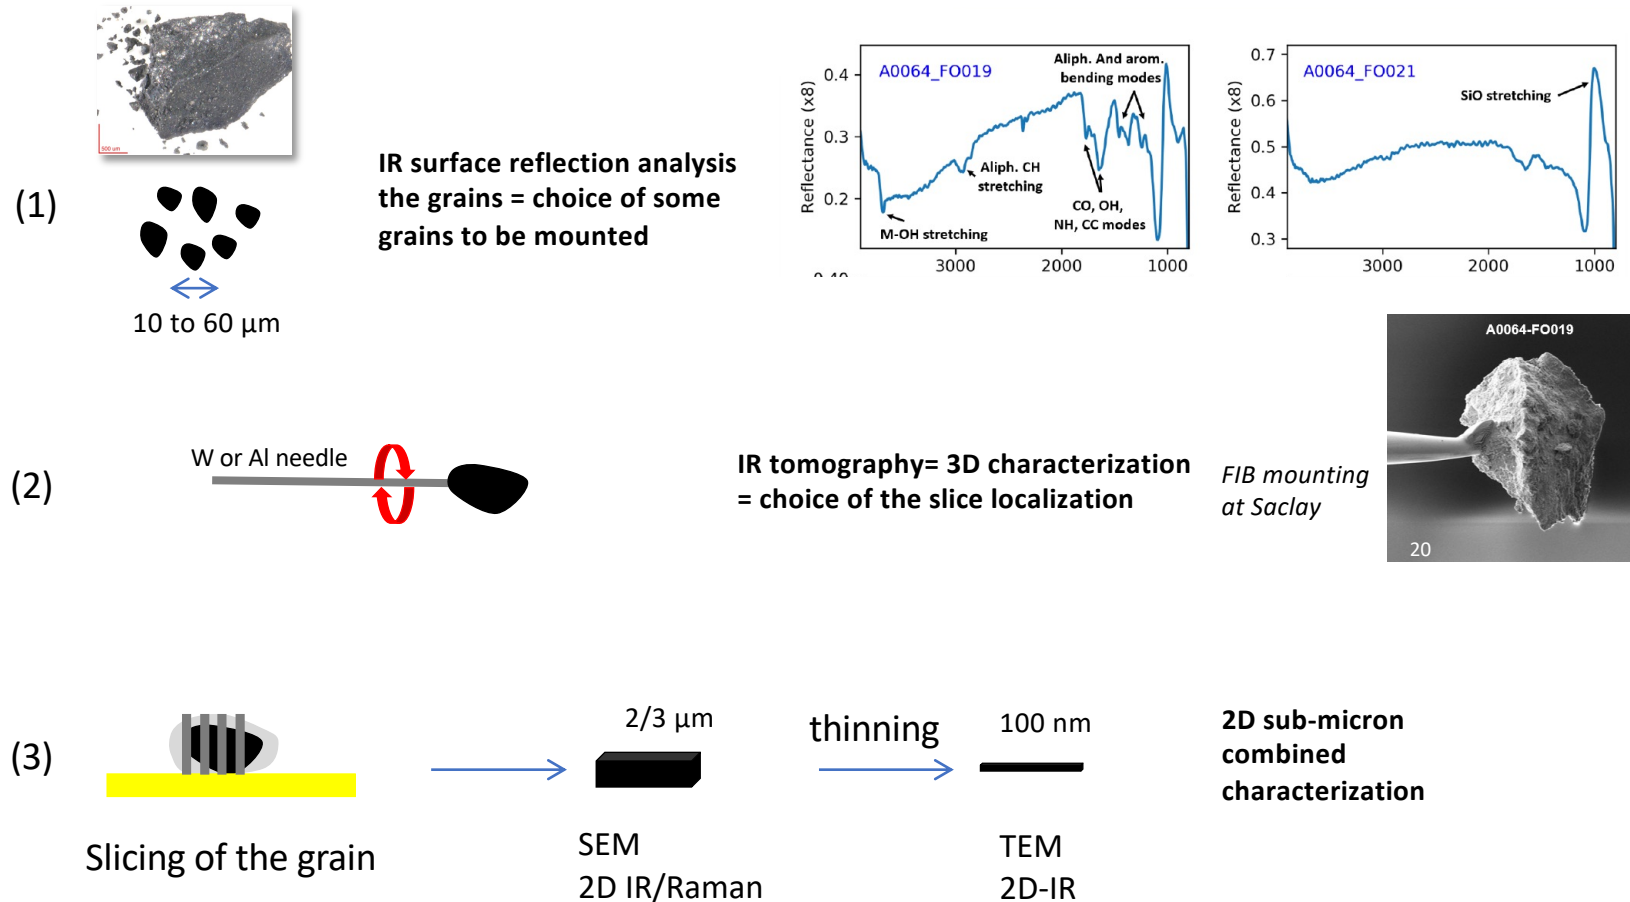 500 um
(1)
10 to 60 µm
IR surface reflection analysis
the grains = choice of some
grains to be mounted
A0064_FO019
Aliph. And arom.
bending modes
Aliph. CH
stretching
CO, OH,
NH, CC modes
M-OH stretching
Reflectance (x8)
0.4
0.3
0.2
3000 2000 1000
A0064_FO021
SiO stretching
Reflectance (x8)
0.7
0.6
0.5
0.4
0.3
3000 2000 1000
(2)
W or Al needle
IR tomography= 3D characterization
= choice of the slice localization
FIB mounting
at Saclay
A0064-FO019
20
(3)
Slicing of the grain
2/3 µm
SEM
2D IR/Raman
thinning
100 nm
TEM
2D-IR
2D sub-micron
combined
characterization